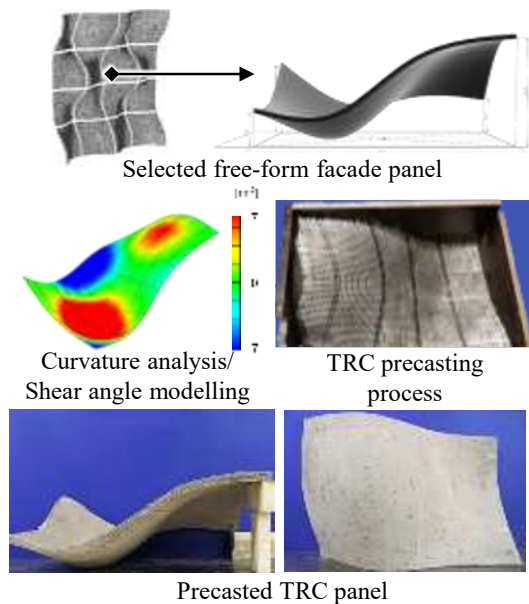 Selected free-form facade panel
Curvature analysis/
Shear angle modelling
TRC precasting
process
Precasted TRC panel